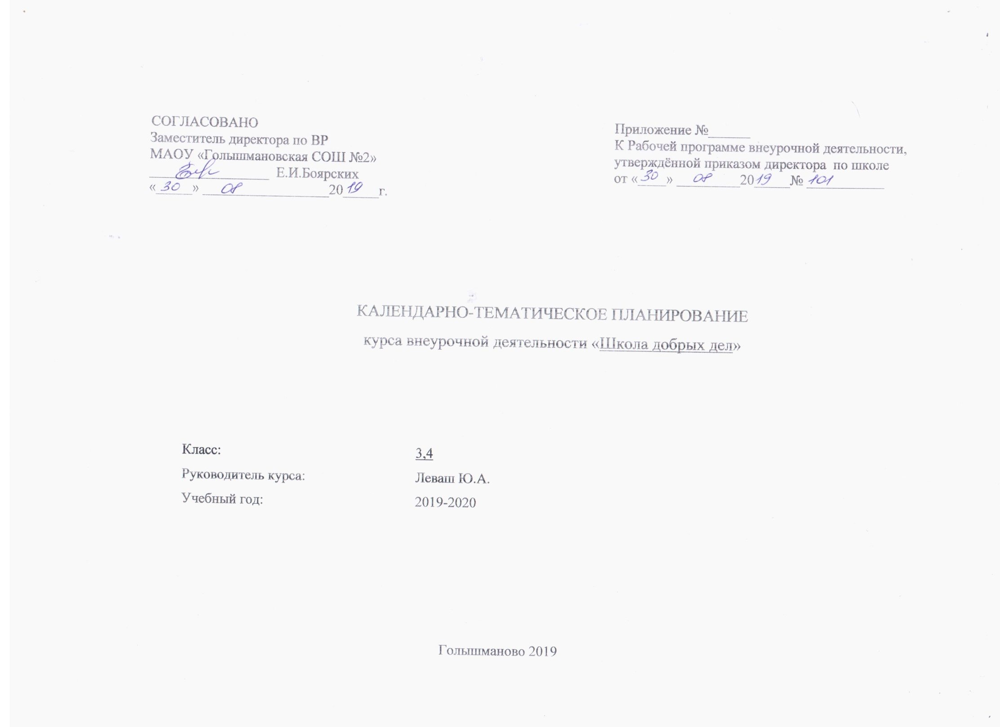 СОГЛАСОВАНО
Заместитель директора по ВР
МАОУ «Голышмановская СОШ №2»
________________ Е.И.Боярских
«30» 08 2019 г.
Приложение №______
К Рабочей программе внеурочной деятельности,
утверждённой приказом директора по школе
от «30» 08 2019 № 101
КАЛЕНДАРНО-ТЕМАТИЧЕСКОЕ ПЛАНИРОВАНИЕ
курса внеурочной деятельности «Школа добрых дел»
Класс: 3,4
Руководитель курса: Леваш Ю.А.
Учебный год: 2019-2020
Голышманово 2019